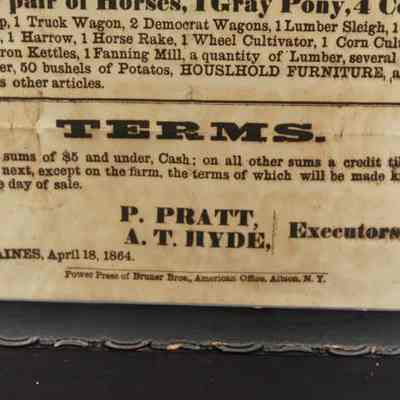 pair of Horses, 1 Gray Pony, 4 Co
p, 1 Truck Wagon, 2 Democrat Wagons, 1 Lumber Sleigh, 1
, 1 Harrow, 1 Horse Rake, 1 Wheel Cultivator, 1 Corn Cul
ron Kettles, 1 Fanning Mill, a quantity of Lumber, several
er, 50 bushels of Potatos, HOUSLHOLD FURNITURE, a
s other articles.
TERMS.
sums of $5 and under, Cash; on all other sums a credit til
next, except on the farm, the terms of which will be made k
e day of sale.
P. PRATT,
A. T. HYDE, Executors
AINES, April 18, 1864.
Power Press of Bruner Bros., American Office, Albion, N. Y.